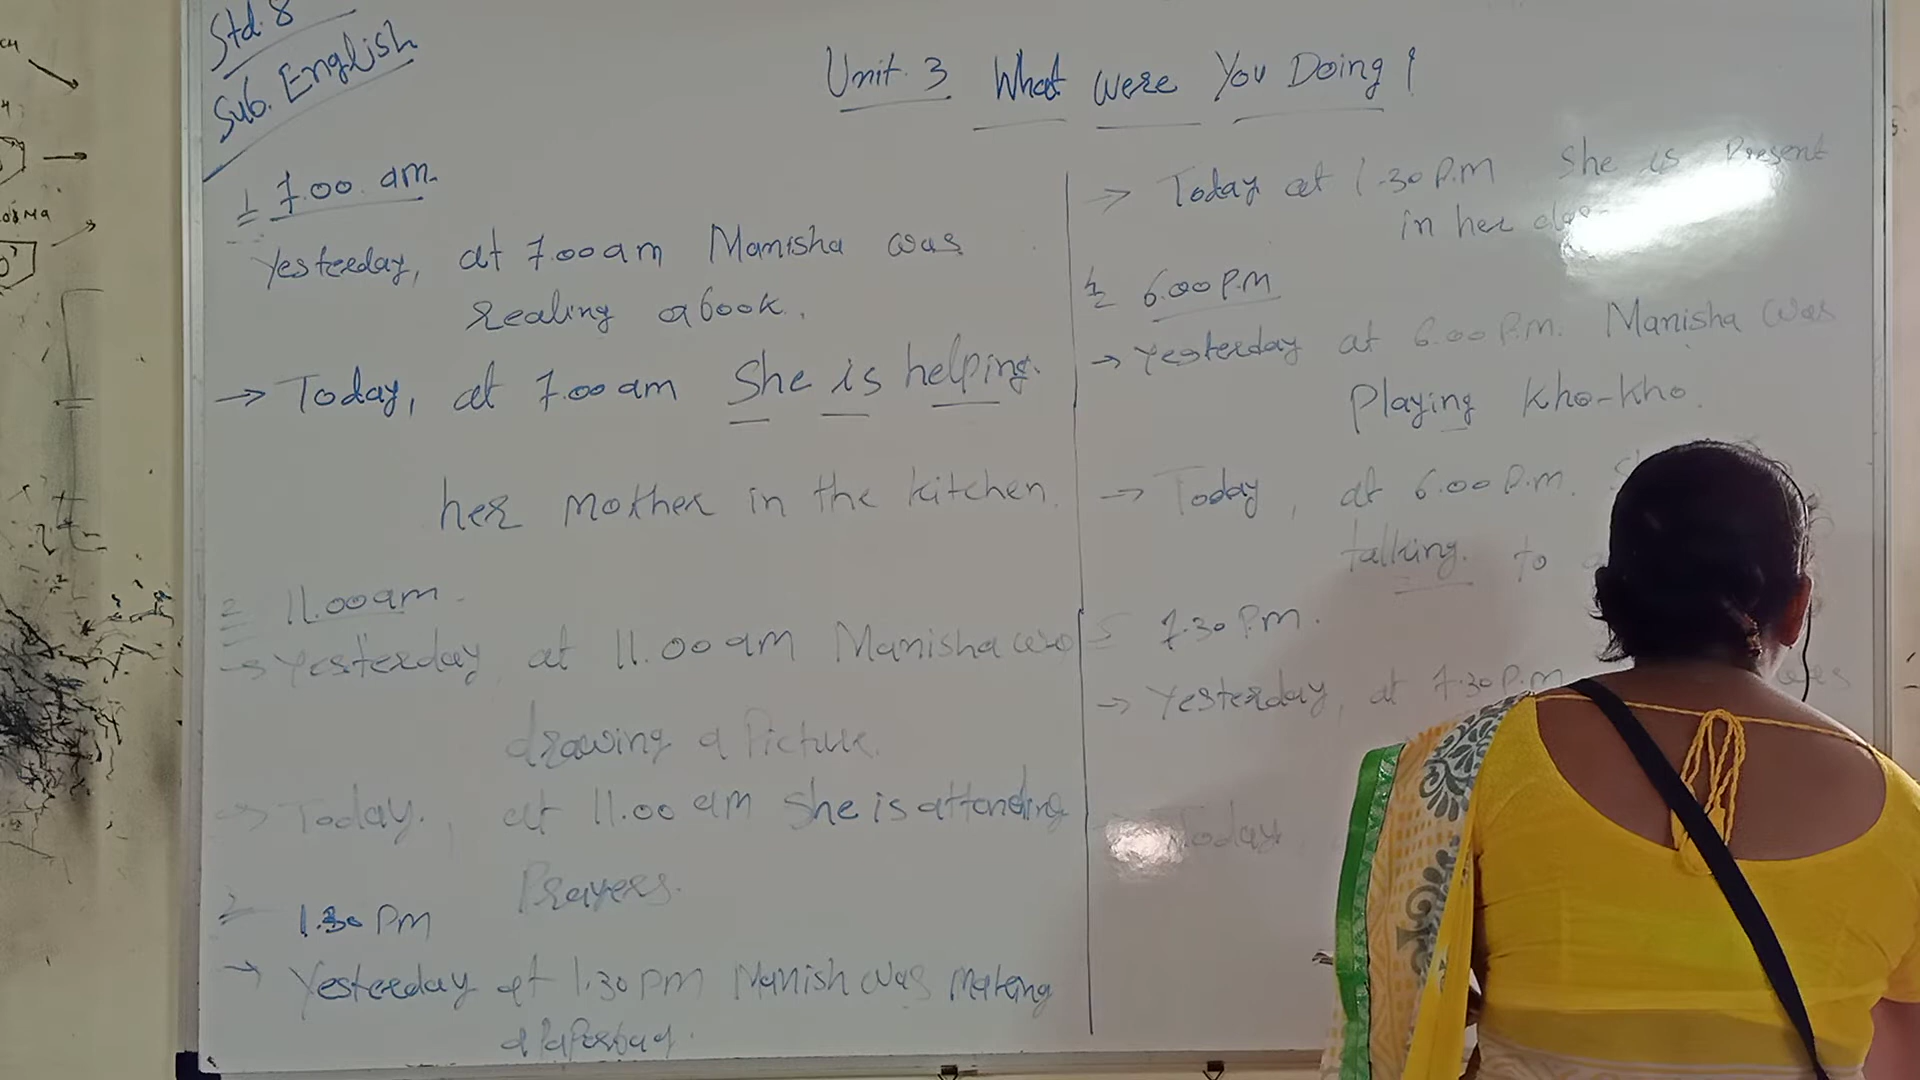 Std. 8
Sub. English
Unit. 3 What were You Doing ?
1 7.00 am.
Yesterday, at 7.00 am Manisha was
reading a book.
→ Today, at 7.00 am She is helping.
her mother in the kitchen.
2 11.00 am.
→ Yesterday at 11.00 am Manisha was
drawing a Picture.
→ Today, at 11.00 am She is attending
Prayers.
3 1.30 Pm
→ Yesterday at 1.30 pm Manish was making
→ Today at 1.30 P.M She is Present
in her
4 6.00 P.M
→ Yesterday at 6.00 P.m. Manisha was
Playing Kho-Kho.
→ Today, at 6.00 P.m.
talking. to
5 7.30 P.m.
→ Yesterday, at 7.30 P.m was
→ Today